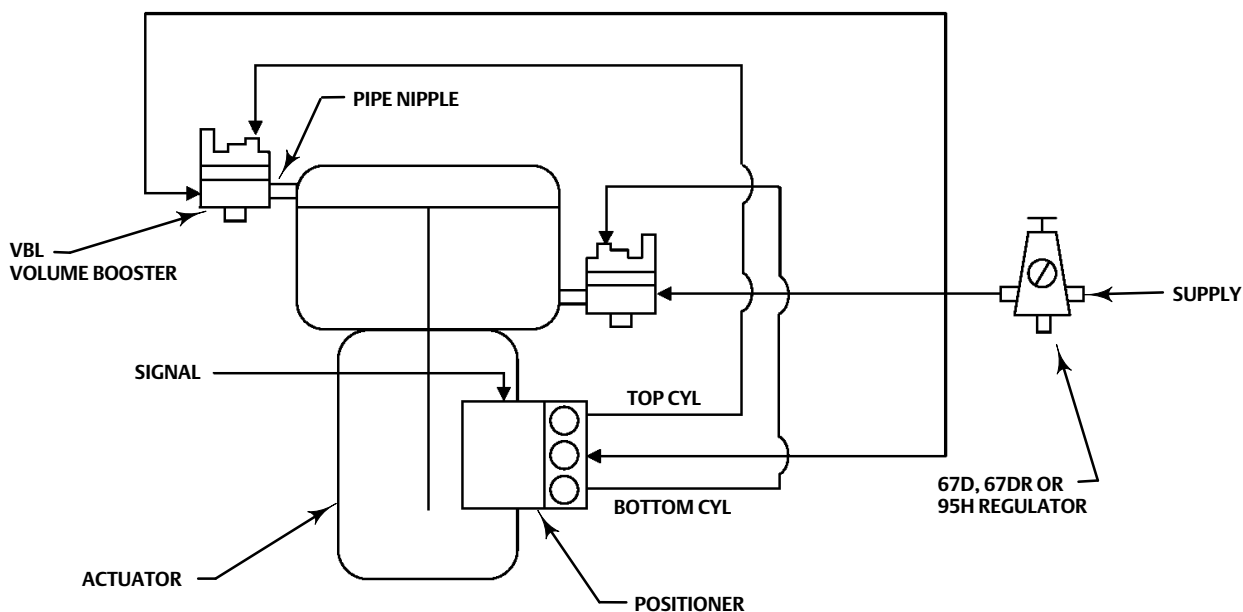 PIPE NIPPLE
VBL
VOLUME BOOSTER
SUPPLY
SIGNAL
TOP CYL
67D, 67DR OR
95H REGULATOR
BOTTOM CYL
ACTUATOR
POSITIONER